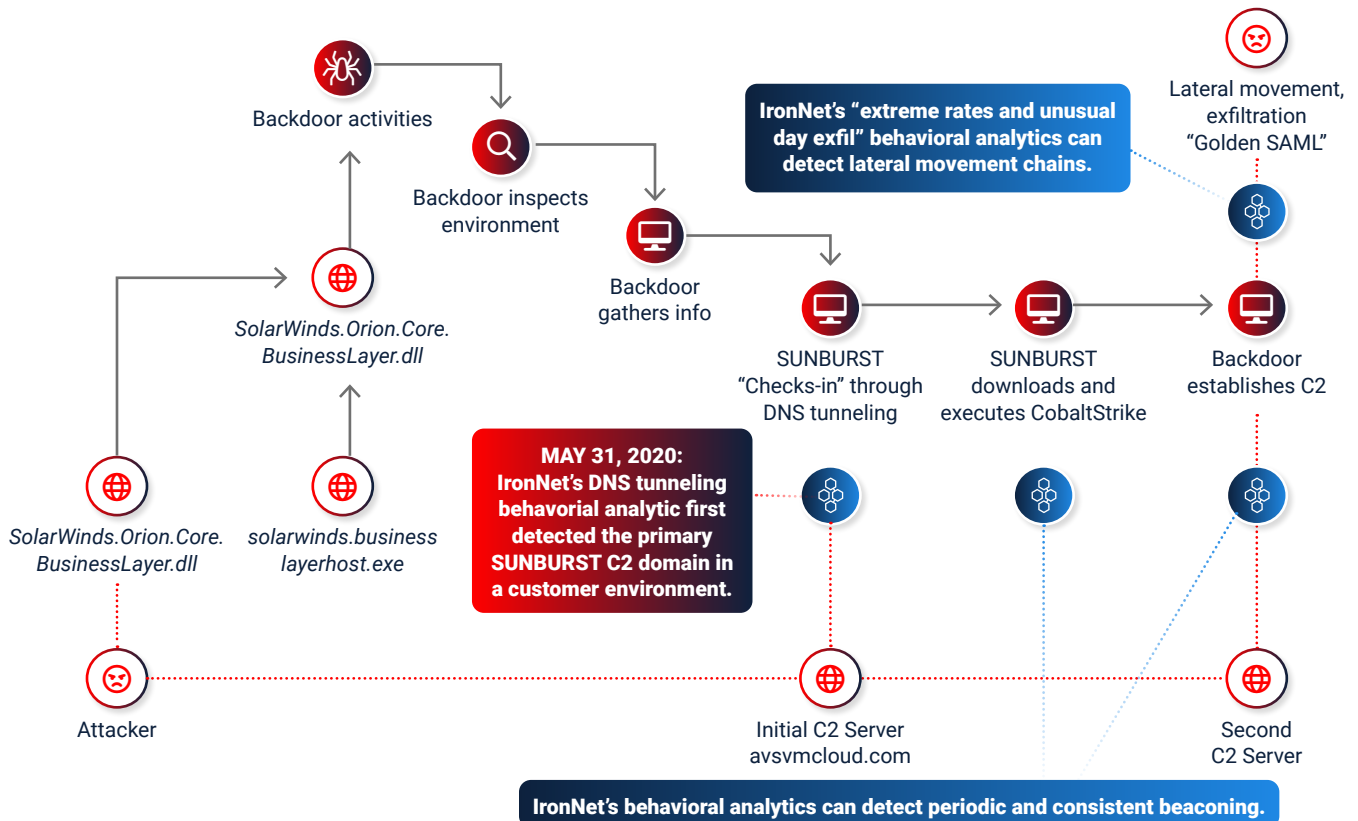 Backdoor activities
Backdoor inspects
environment
Backdoor
gathers info
IronNet's “extreme rates and unusual
day exfil” behavioral analytics can
detect lateral movement chains.
Lateral movement,
exfiltration
“Golden SAML”
SolarWinds.Orion.Core.
BusinessLayer.dll
SUNBURST
“Checks-in” through
DNS tunneling
SUNBURST
downloads and
executes CobaltStrike
Backdoor
establishes C2
SolarWinds.Orion.Core.
BusinessLayer.dll
solarwinds.business
layerhost.exe
MAY 31, 2020:
IronNet's DNS tunneling
behavorial analytic first
detected the primary
SUNBURST C2 domain in
a customer environment.
Attacker
Initial C2 Server
avsvmcloud.com
Second
C2 Server
IronNet's behavioral analytics can detect periodic and consistent beaconing.